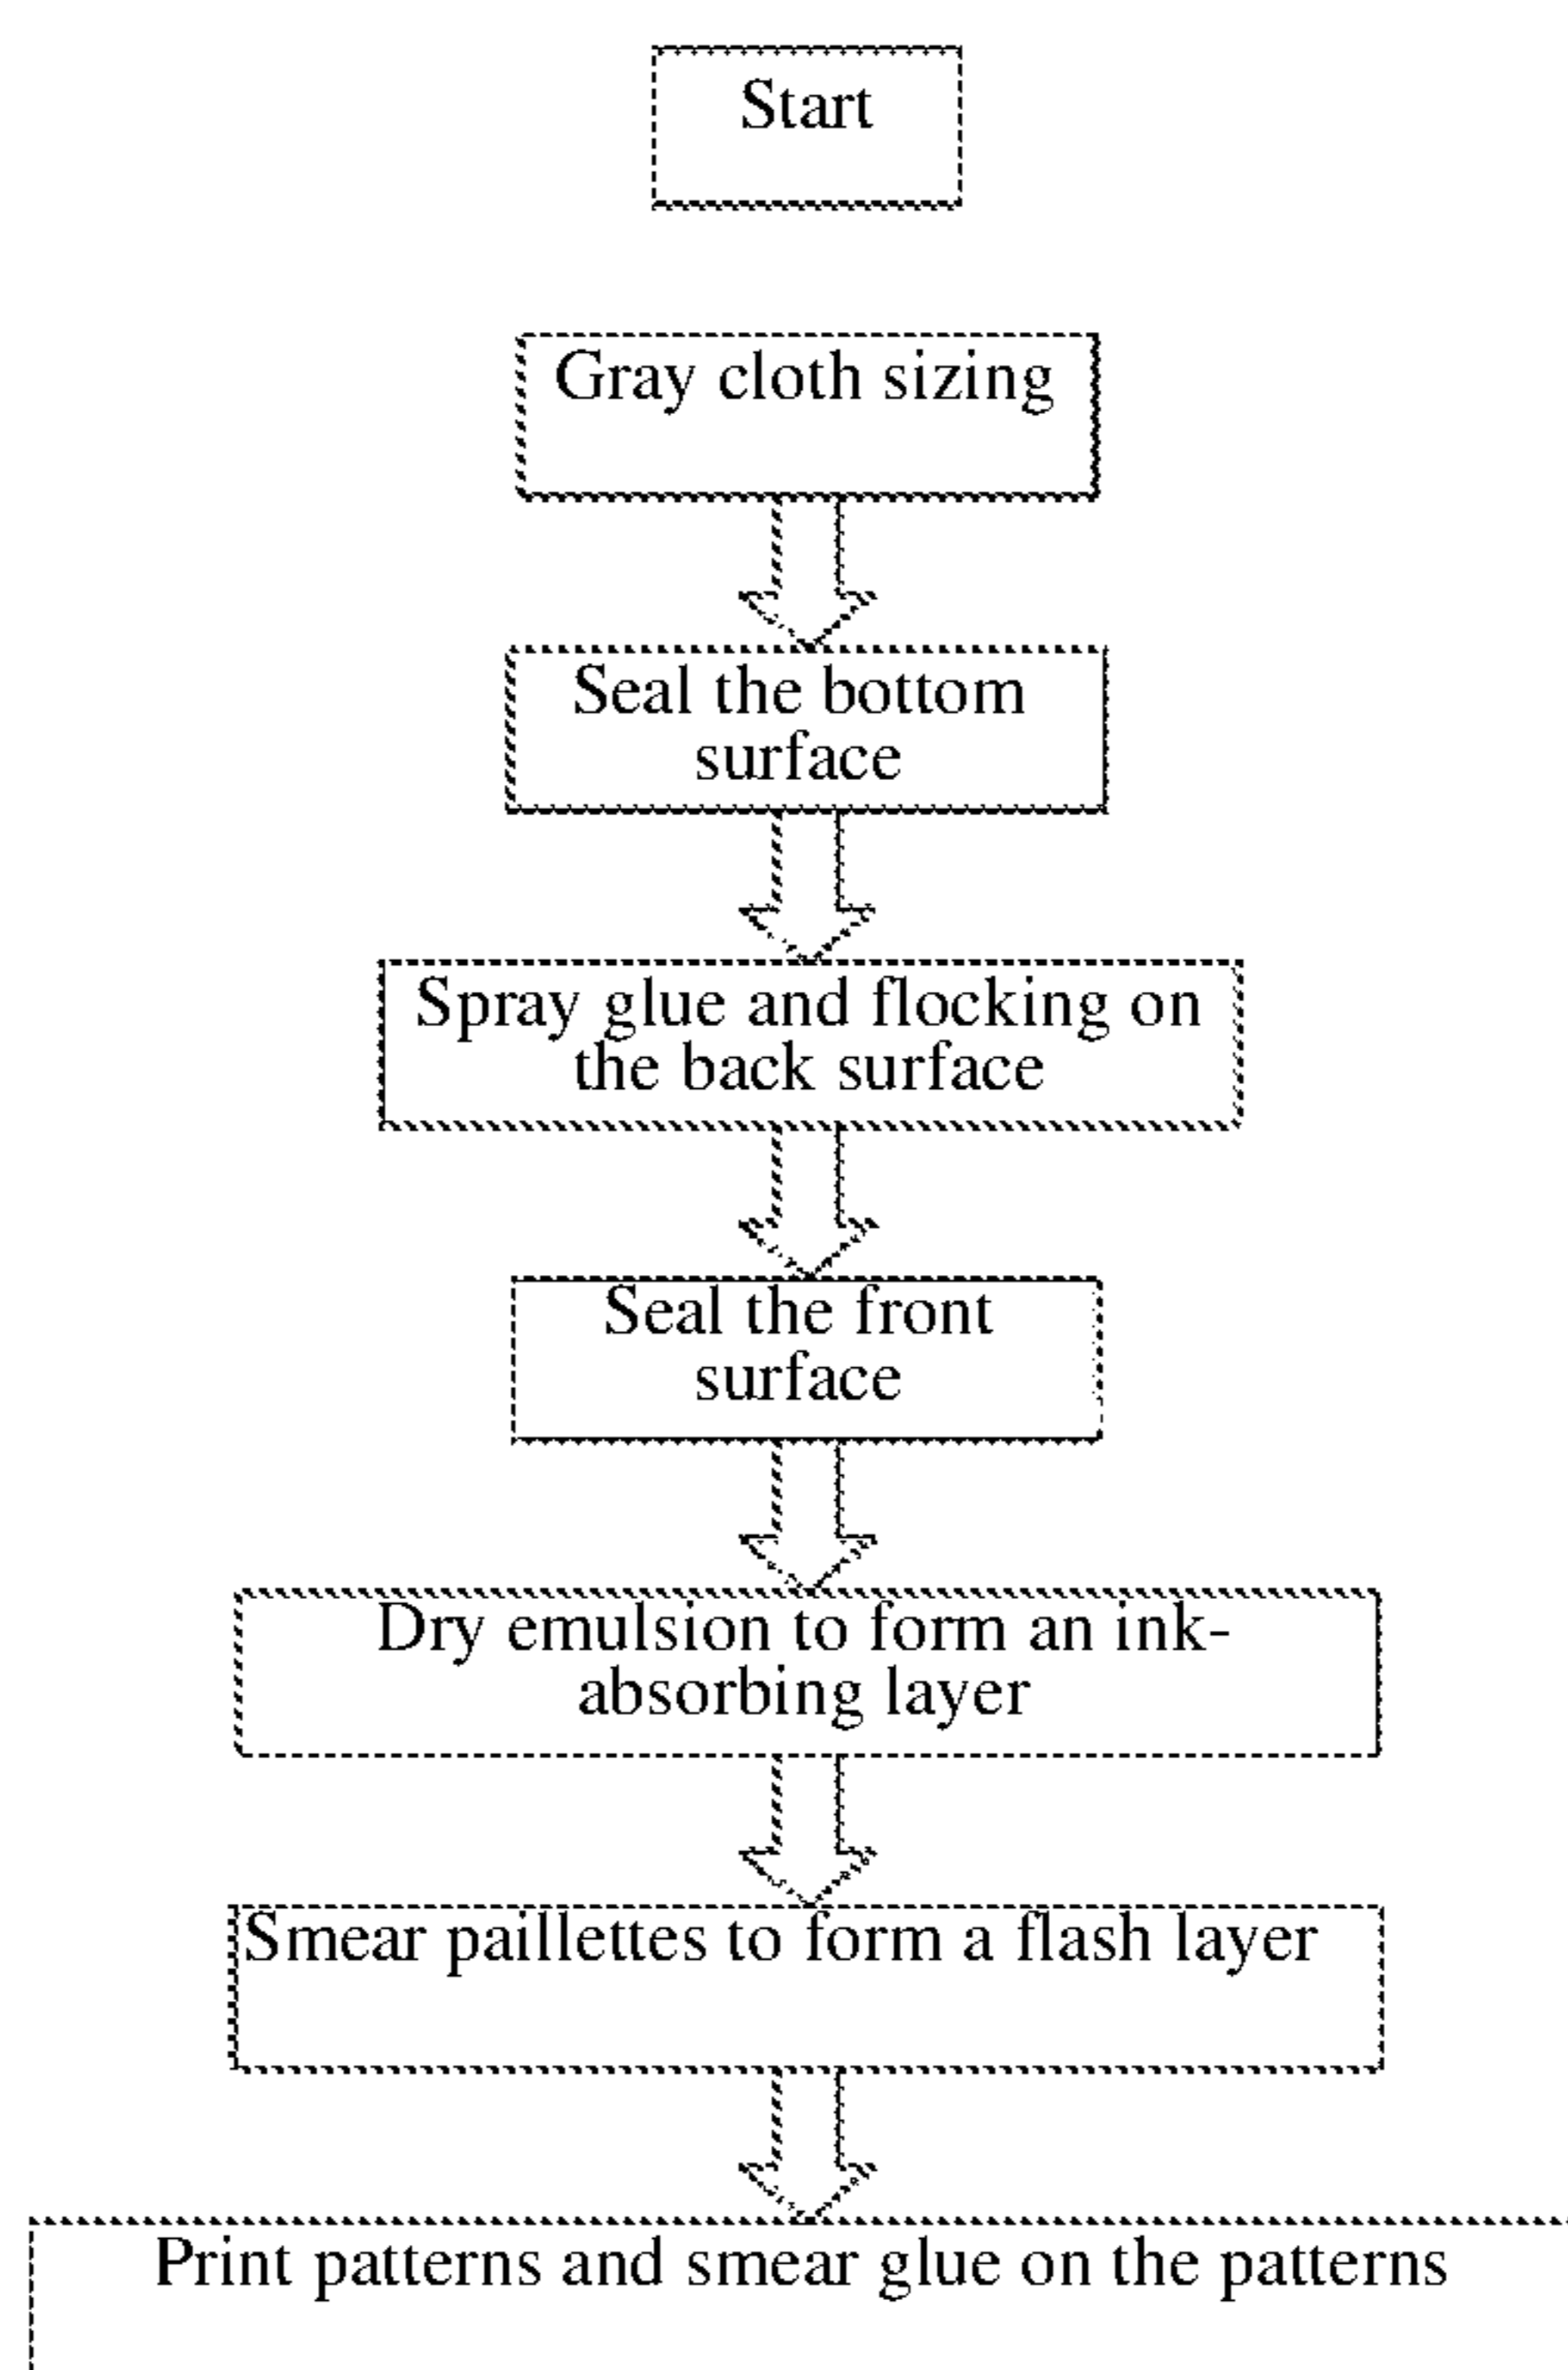 Start
Gray cloth sizing
Seal the bottom
surface
Spray glue and flocking on
the back surface
Seal the front
surface
Dry emulsion to form an ink-
absorbing layer
Smear paillettes to form a flash layer
Print patterns and smear glue on the patterns